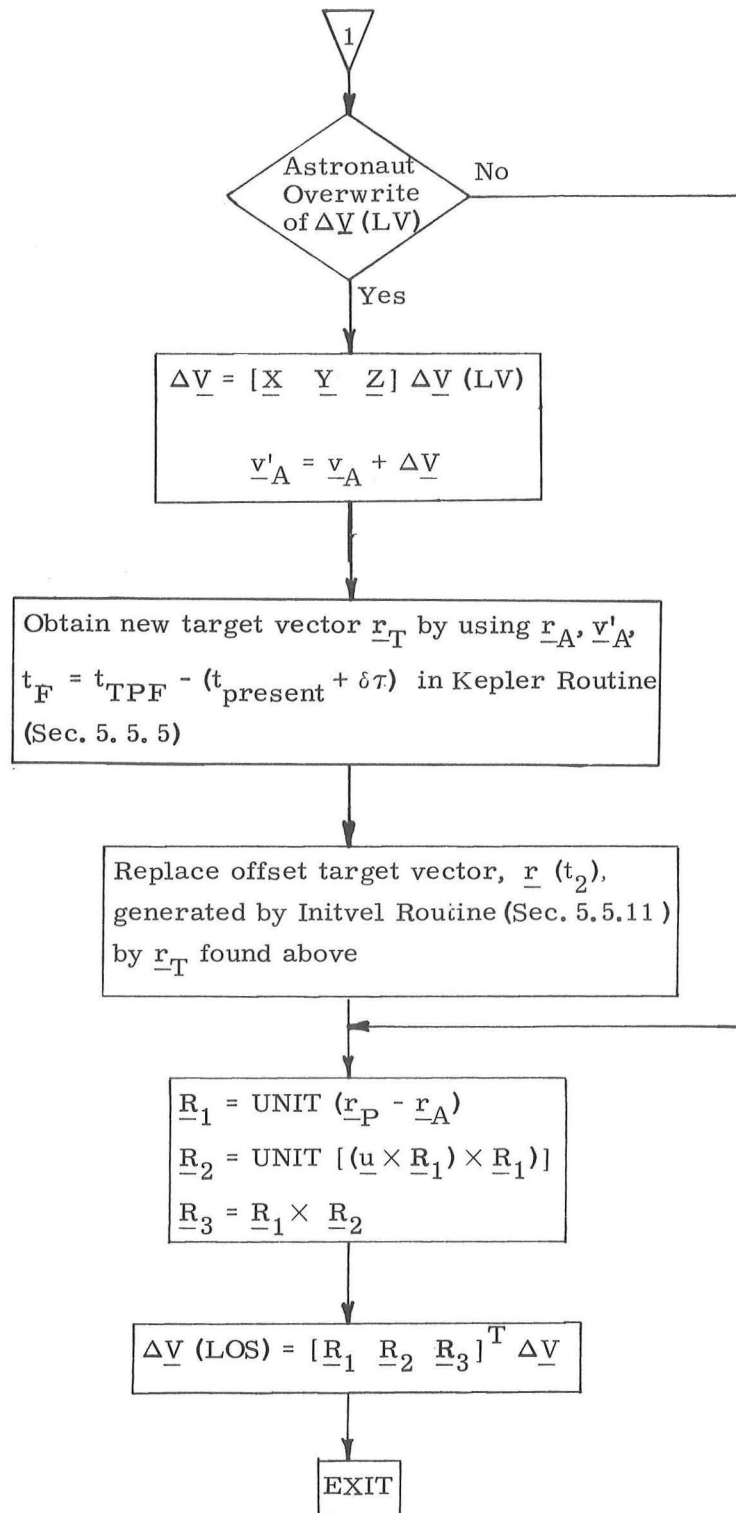 1
Astronaut
Overwrite
of ΔV (LV)
No
Yes
ΔV = [X Y Z] ΔV (LV)
v'A = vA + ΔV
Obtain new target vector rT by using rA, v'A,
tF = tTPF - (tpresent + δτ) in Kepler Routine
(Sec. 5.5.5)
Replace offset target vector, r (t2),
generated by Initvel Routine (Sec. 5.5.11)
by rT found above
R1 = UNIT (rP - rA)
R2 = UNIT [(u × R1) × R1)]
R3 = R1 × R2
ΔV (LOS) = [R1 R2 R3]T ΔV
EXIT